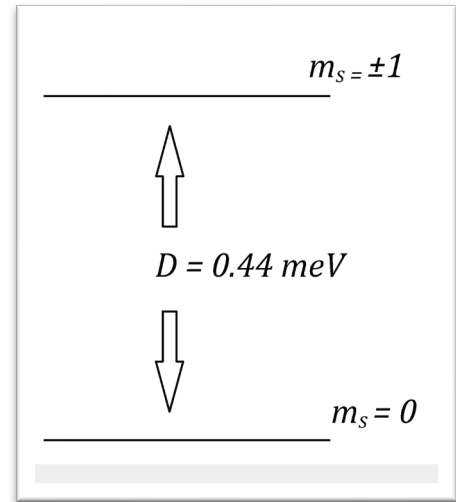 mₛ = ±1
D = 0.44 meV
mₛ = 0